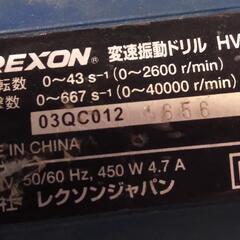 REXON 変速振動ドリル HV
転数 0～43 s⁻¹ (0～2600 r/min)
撃数 0～667 s⁻¹ (0～40000 r/min)
03QC012 1656
IN CHINA
50/60 Hz, 450 W 4.7 A
社 レクソンジャパン